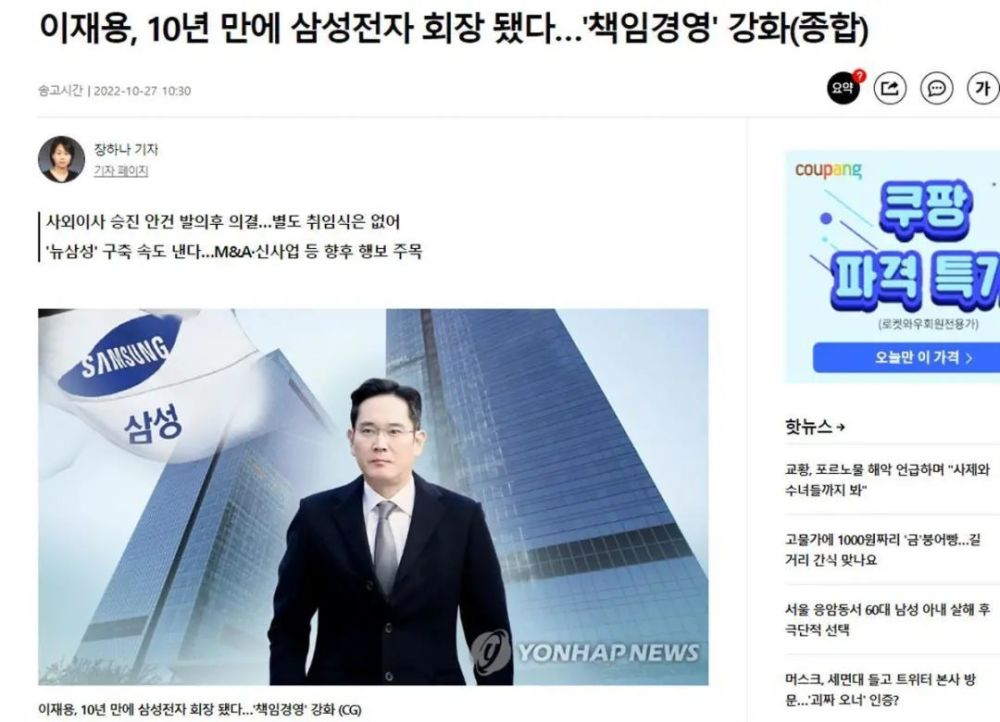 이재용, 10년 만에 삼성전자 회장 됐다…'책임경영' 강화(종합)
송고시간 | 2022-10-27 10:30
요약
?
가
장하나 기자
기자 페이지
사외이사 승진 안건 발의후 의결…별도 취임식은 없어
'뉴삼성' 구축 속도 낸다…M&A·신사업 등 향후 행보 주목
SAMSUNG
삼성
YONHAP NEWS
이재용, 10년 만에 삼성전자 회장 됐다…'책임경영' 강화 (CG)
coupang
쿠팡
파격 특가
(로켓와우회원전용가)
오늘만 이 가격 >
핫뉴스 →
교황, 포르노물 해악 언급하며 "사제와
수녀들까지 봐"
고물가에 1000원짜리 '금'붕어빵…길
거리 간식 맞나요
서울 응암동서 60대 남성 아내 살해 후
극단적 선택
머스크, 세면대 들고 트위터 본사 방
문…'괴짜 오너' 인증?